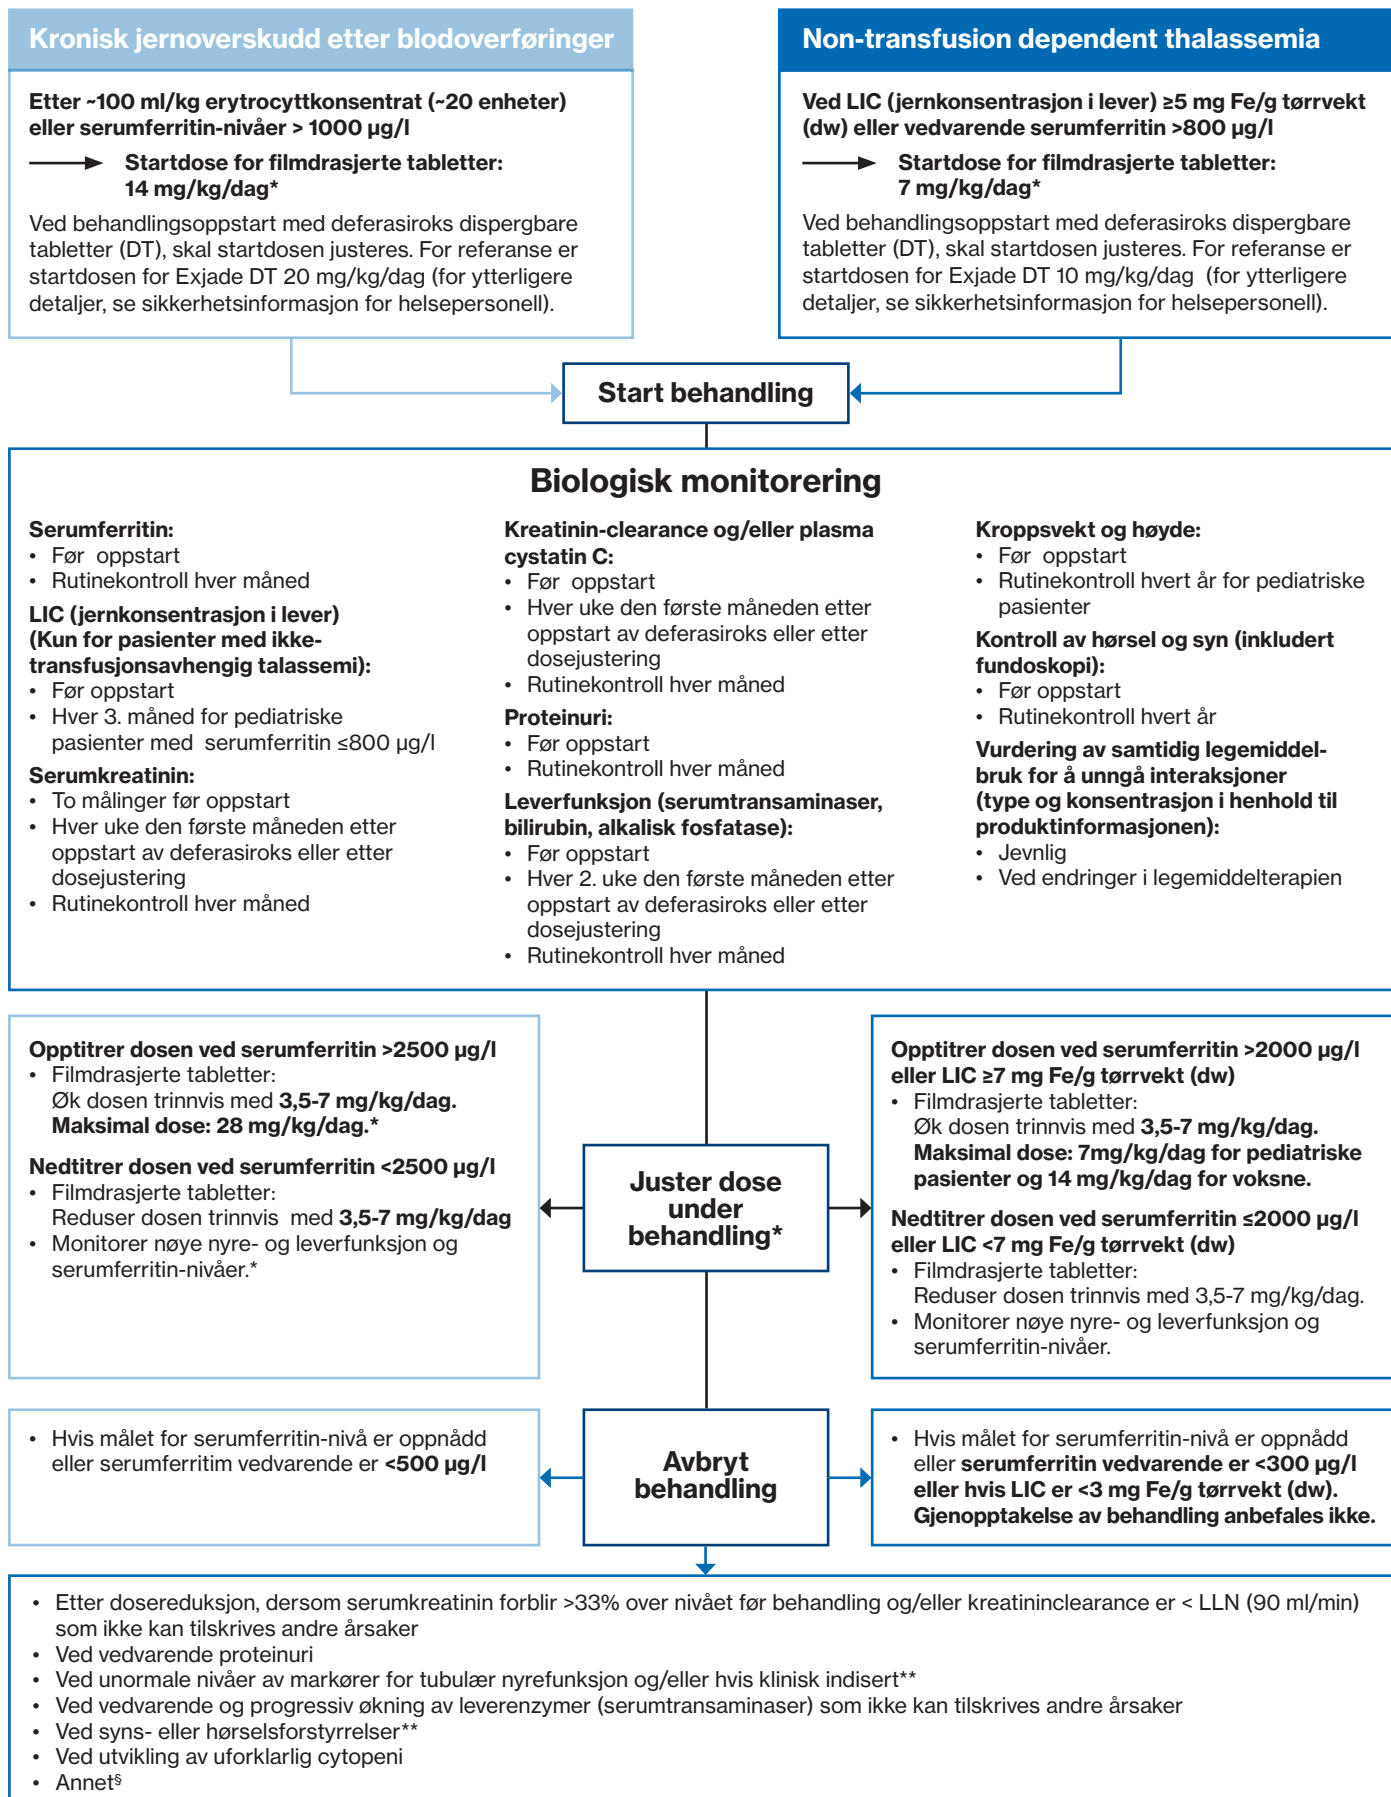 Kronisk jernoverskudd etter blodoverføringer
Etter ~100 ml/kg erytrocyttkonsentrat (~20 enheter)
eller serumferritin-nivåer > 1000 µg/l
Startdose for filmdrasjerte tabletter:
14 mg/kg/dag*
Ved behandlingsoppstart med deferasiroks dispergbare
tabletter (DT), skal startdosen justeres. For referanse er
startdosen for Exjade DT 20 mg/kg/dag (for ytterligere
detaljer, se sikkerhetsinformasjon for helsepersonell).
Non-transfusion dependent thalassemia
Ved LIC (jernkonsentrasjon i lever) ≥5 mg Fe/g tørrvekt
(dw) eller vedvarende serumferritin >800 µg/l
Startdose for filmdrasjerte tabletter:
7 mg/kg/dag*
Ved behandlingsoppstart med deferasiroks dispergbare
tabletter (DT), skal startdosen justeres. For referanse er
startdosen for Exjade DT 10 mg/kg/dag (for ytterligere
detaljer, se sikkerhetsinformasjon for helsepersonell).
Start behandling
Biologisk monitorering
Serumferritin:
• Før oppstart
• Rutinekontroll hver måned
LIC (jernkonsentrasjon i lever)
(Kun for pasienter med ikke-
transfusjonsavhengig talassemi):
• Før oppstart
• Hver 3. måned for pediatriske
pasienter med serumferritin ≤800 µg/l
Serumkreatinin:
• To målinger før oppstart
• Hver uke den første måneden etter
oppstart av deferasiroks eller etter
dosejustering
• Rutinekontroll hver måned
Kreatinin-clearance og/eller plasma
cystatin C:
• Før oppstart
• Hver uke den første måneden etter
oppstart av deferasiroks eller etter
dosejustering
• Rutinekontroll hver måned
Proteinuri:
• Før oppstart
• Rutinekontroll hver måned
Leverfunksjon (serumtransaminaser,
bilirubin, alkalisk fosfatase):
• Før oppstart
• Hver 2. uke den første måneden etter
oppstart av deferasiroks eller etter
dosejustering
• Rutinekontroll hver måned
Kroppsvekt og høyde:
• Før oppstart
• Rutinekontroll hvert år for pediatriske
pasienter
Kontroll av hørsel og syn (inkludert
fundoskopi):
• Før oppstart
• Rutinekontroll hvert år
Vurdering av samtidig legemiddel-
bruk for å unngå interaksjoner
(type og konsentrasjon i henhold til
produktinformasjonen):
• Jevnlig
• Ved endringer i legemiddelterapien
Opptitrer dosen ved serumferritin >2500 µg/l
• Filmdrasjerte tabletter:
Øk dosen trinnvis med 3,5-7 mg/kg/dag.
Maksimal dose: 28 mg/kg/dag.*
Nedtitrer dosen ved serumferritin <2500 µg/l
• Filmdrasjerte tabletter:
Reduser dosen trinnvis med 3,5-7 mg/kg/dag
• Monitorer nøye nyre- og leverfunksjon og
serumferritin-nivåer.*
Juster dose
under
behandling*
Opptitrer dosen ved serumferritin >2000 µg/l
eller LIC ≥7 mg Fe/g tørrvekt (dw)
• Filmdrasjerte tabletter:
Øk dosen trinnvis med 3,5-7 mg/kg/dag.
Maksimal dose: 7mg/kg/dag for pediatriske
pasienter og 14 mg/kg/dag for voksne.
Nedtitrer dosen ved serumferritin ≤2000 µg/l
eller LIC <7 mg Fe/g tørrvekt (dw)
• Filmdrasjerte tabletter:
Reduser dosen trinnvis med 3,5-7 mg/kg/dag.
• Monitorer nøye nyre- og leverfunksjon og
serumferritin-nivåer.
• Hvis målet for serumferritin-nivå er oppnådd
eller serumferritim vedvarende er <500 µg/l
Avbryt
behandling
• Hvis målet for serumferritin-nivå er oppnådd
eller serumferritin vedvarende er <300 µg/l
eller hvis LIC er <3 mg Fe/g tørrvekt (dw).
Gjenopptakelse av behandling anbefales ikke.
• Etter dosereduksjon, dersom serumkreatinin forblir >33% over nivået før behandling og/eller kreatininclearance er < LLN (90 ml/min)
som ikke kan tilskrives andre årsaker
• Ved vedvarende proteinuri
• Ved unormale nivåer av markører for tubulær nyrefunksjon og/eller hvis klinisk indisert**
• Ved vedvarende og progressiv økning av leverenzymer (serumtransaminaser) som ikke kan tilskrives andre årsaker
• Ved syns- eller hørselsforstyrrelser**
• Ved utvikling av uforklarlig cytopeni
• Annet§